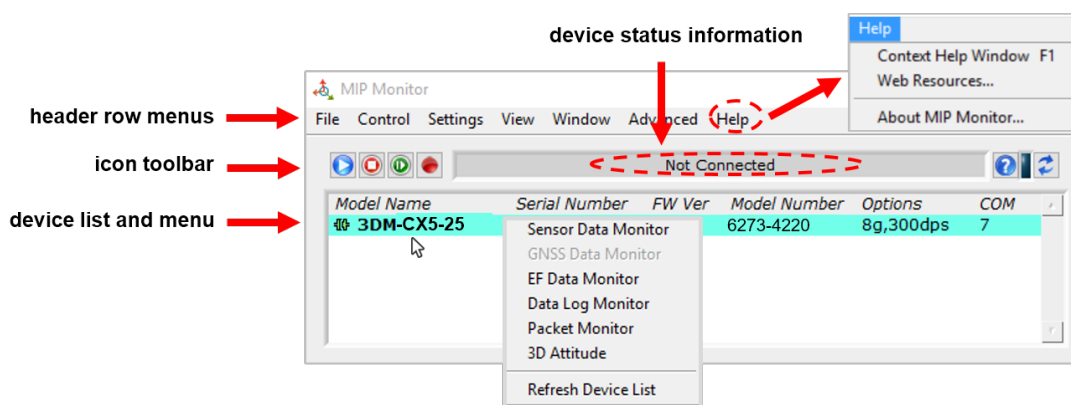 Help
device status information
Context Help Window F1
Web Resources...
MIP Monitor
header row menus
File Control Settings View Window Advanced Help
About MIP Monitor...
icon toolbar
Not Connected
Model Name Serial Number FW Ver Model Number Options COM
device list and menu
3DM-CX5-25 6273-4220 8g,300dps 7
Sensor Data Monitor
GNSS Data Monitor
EF Data Monitor
Data Log Monitor
Packet Monitor
3D Attitude
Refresh Device List